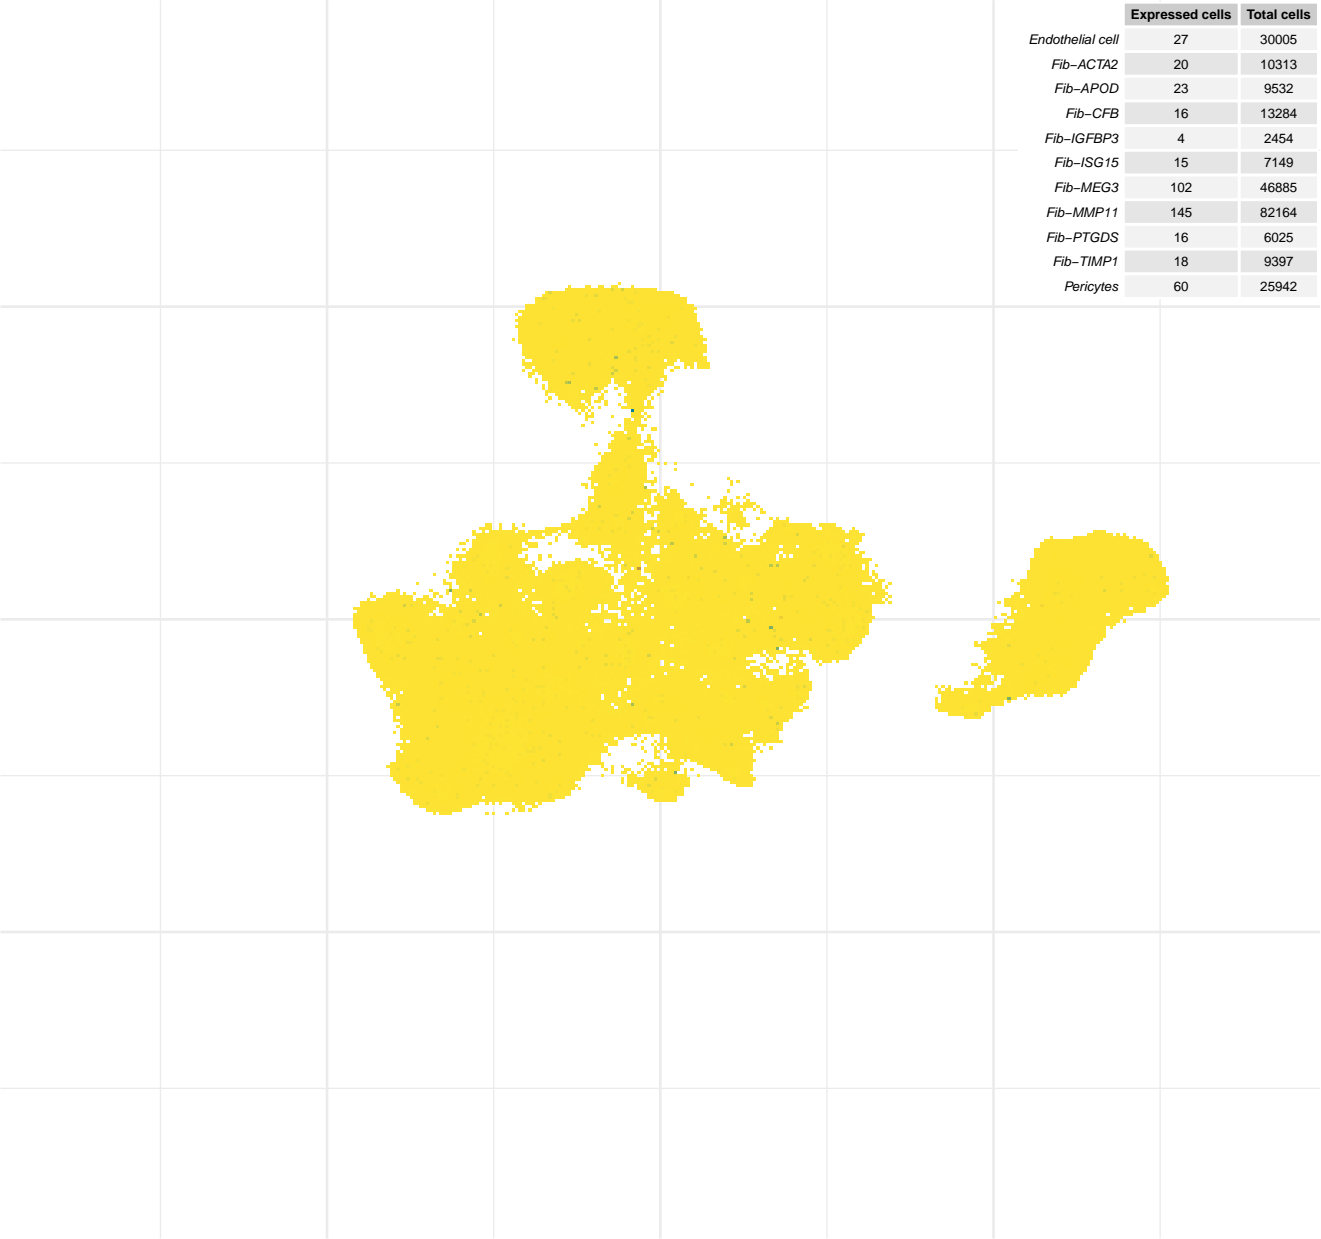 Expressed cells Total cells
Endothelial cell 27 30005
Fib−ACTA2 20 10313
Fib−APOD 23 9532
Fib−CFB 16 13284
Fib−IGFBP3 4 2454
Fib−ISG15 15 7149
Fib−MEG3 102 46885
Fib−MMP11 145 82164
Fib−PTGDS 16 6025
Fib−TIMP1 18 9397
Pericytes 60 25942